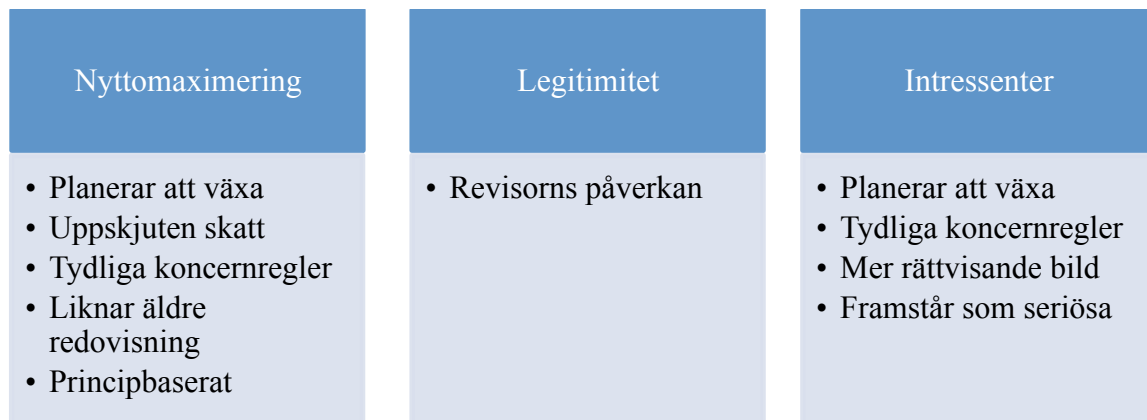 Nyttomaximering
• Planerar att växa
• Uppskjuten skatt
• Tydliga koncernregler
• Liknar äldre
redovisning
• Principbaserat
Legitimitet
• Revisorns påverkan
Intressenter
• Planerar att växa
• Tydliga koncernregler
• Mer rättvisande bild
• Framstår som seriösa